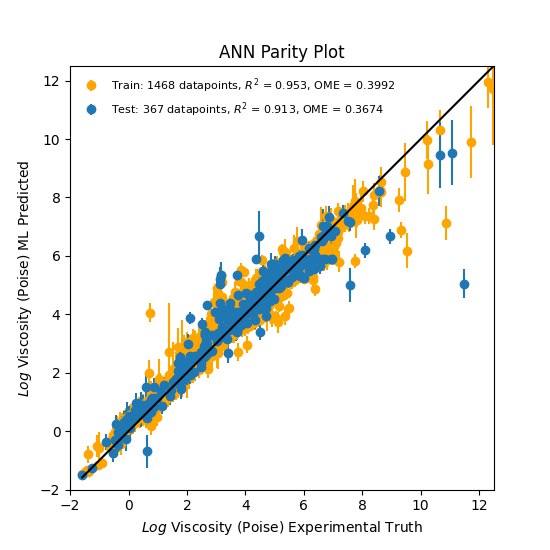 ANN Parity Plot
Train: 1468 datapoints, R² = 0.953, OME = 0.3992
Test: 367 datapoints, R² = 0.913, OME = 0.3674
Log Viscosity (Poise) ML Predicted
12
10
8
6
4
2
0
−2
−2 0 2 4 6 8 10 12
Log Viscosity (Poise) Experimental Truth